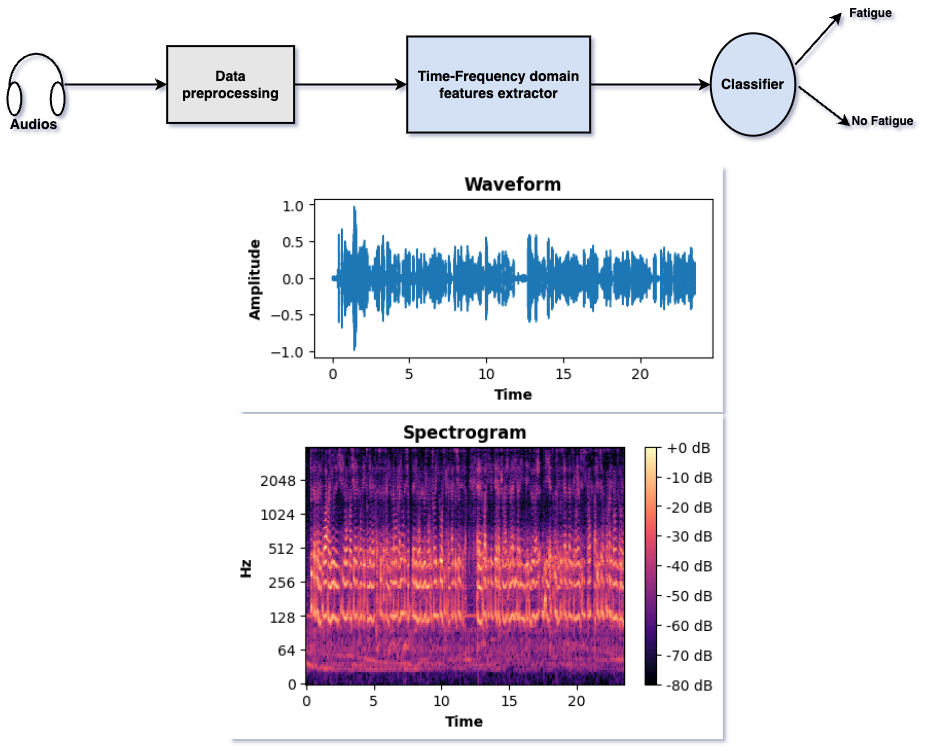 Audios
Data
preprocessing
Time-Frequency domain
features extractor
Classifier
Fatigue
No Fatigue
Waveform
Amplitude
1.0
0.5
0.0
−0.5
−1.0
0 5 10 15 20
Time
Spectrogram
Hz
2048
1024
512
256
128
64
0
0 5 10 15 20
Time
+0 dB
-10 dB
-20 dB
-30 dB
-40 dB
-50 dB
-60 dB
-70 dB
-80 dB